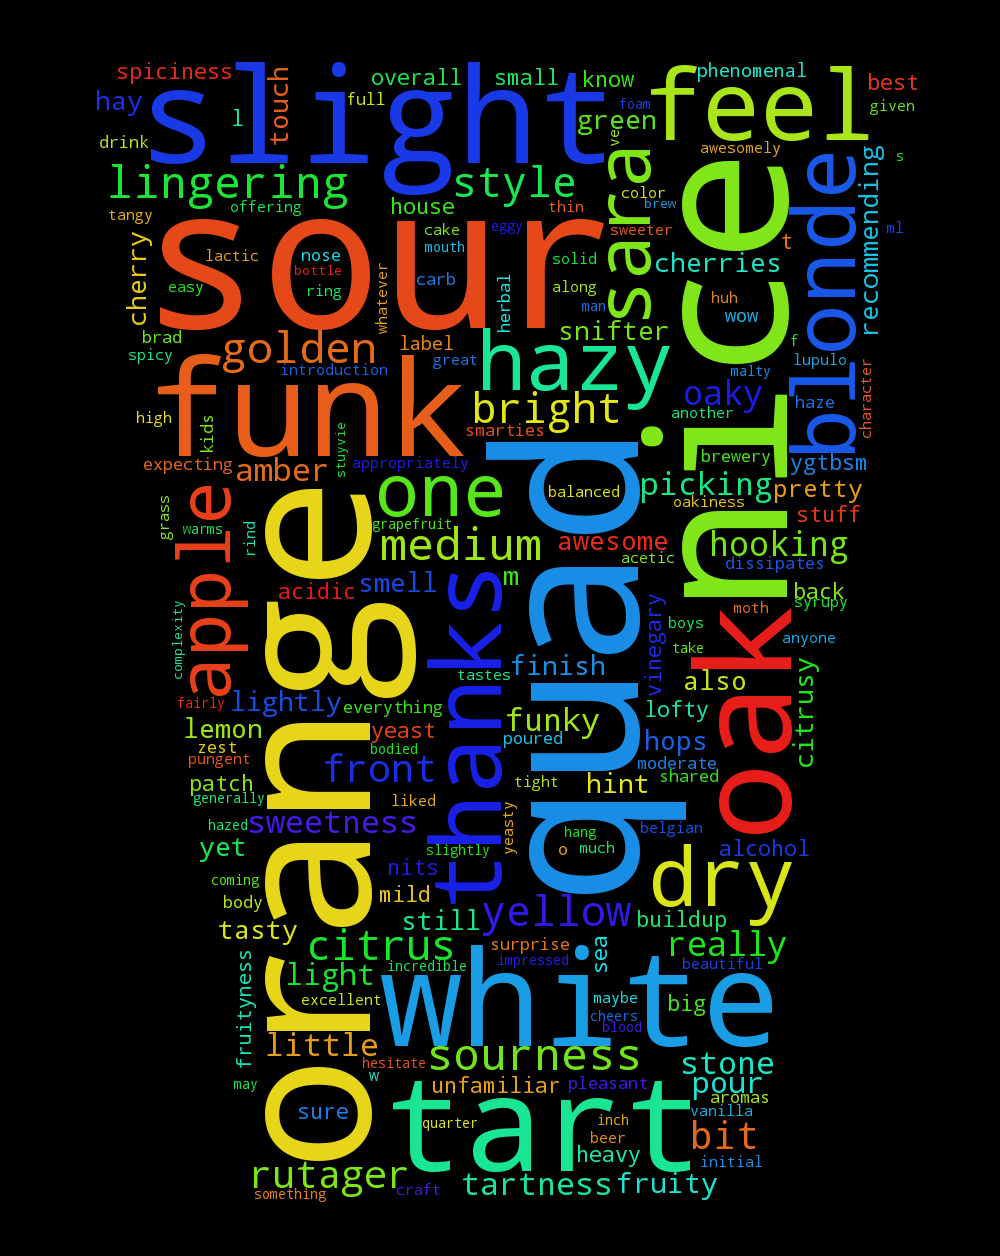 spiciness
overall
small
know
phenomenal
best
hay
slight
touch
full
foam
feel
given
l
green
drink
awesomely
ver
s
lingering
style
sara
nice
blonde
recommending
color
brew
tangy
offering
house
thin
cake
eggy
sweeter
ml
sour
mouth
t
cherry
lactic
nose
solid
cherries
bottle
carb
easy
ring
along
huh
whatever
herbal
man
wow
brad
golden
label
snifter
f
spicy
great
hazy
lupulo
introduction
malty
oaky
funk
bright
haze
character
high
kids
smarties
another
stuyvie
quad.
brewery
expecting
amber
appropriately
ygtbsm
apple
orange
one
balanced
picking
pretty
grass
oakiness
warms
grapefruit
stuff
rind
medium
awesome
hooking
acetic
dissipates
acidic
smell
thanks
m
back
vinegary
moth
syrupy
oak
complexity
boys
anyone
take
finish
tastes
also
citrusy
fairly
lightly
everything
lofty
lemon
yeast
funky
zest
bodied
poured
hops
pungent
front
moderate
patch
tight
hint
shared
generally
liked
hazed
sweetness
yeasty
hang
belgian
yet
slightly
o
much
alcohol
nits
dry
coming
body
mild
tasty
still
yellow
buildup
citrus
surprise
sea
really
fruityness
light
incredible
impressed
beautiful
excellent
white
maybe
big
cheers
blood
little
sourness
hesitate
stone
may
w
unfamiliar
pleasant
pour
aromas
sure
tart
vanilla
quarter
inch
beer
bit
heavy
initial
rutager
tartness
fruity
something
craft